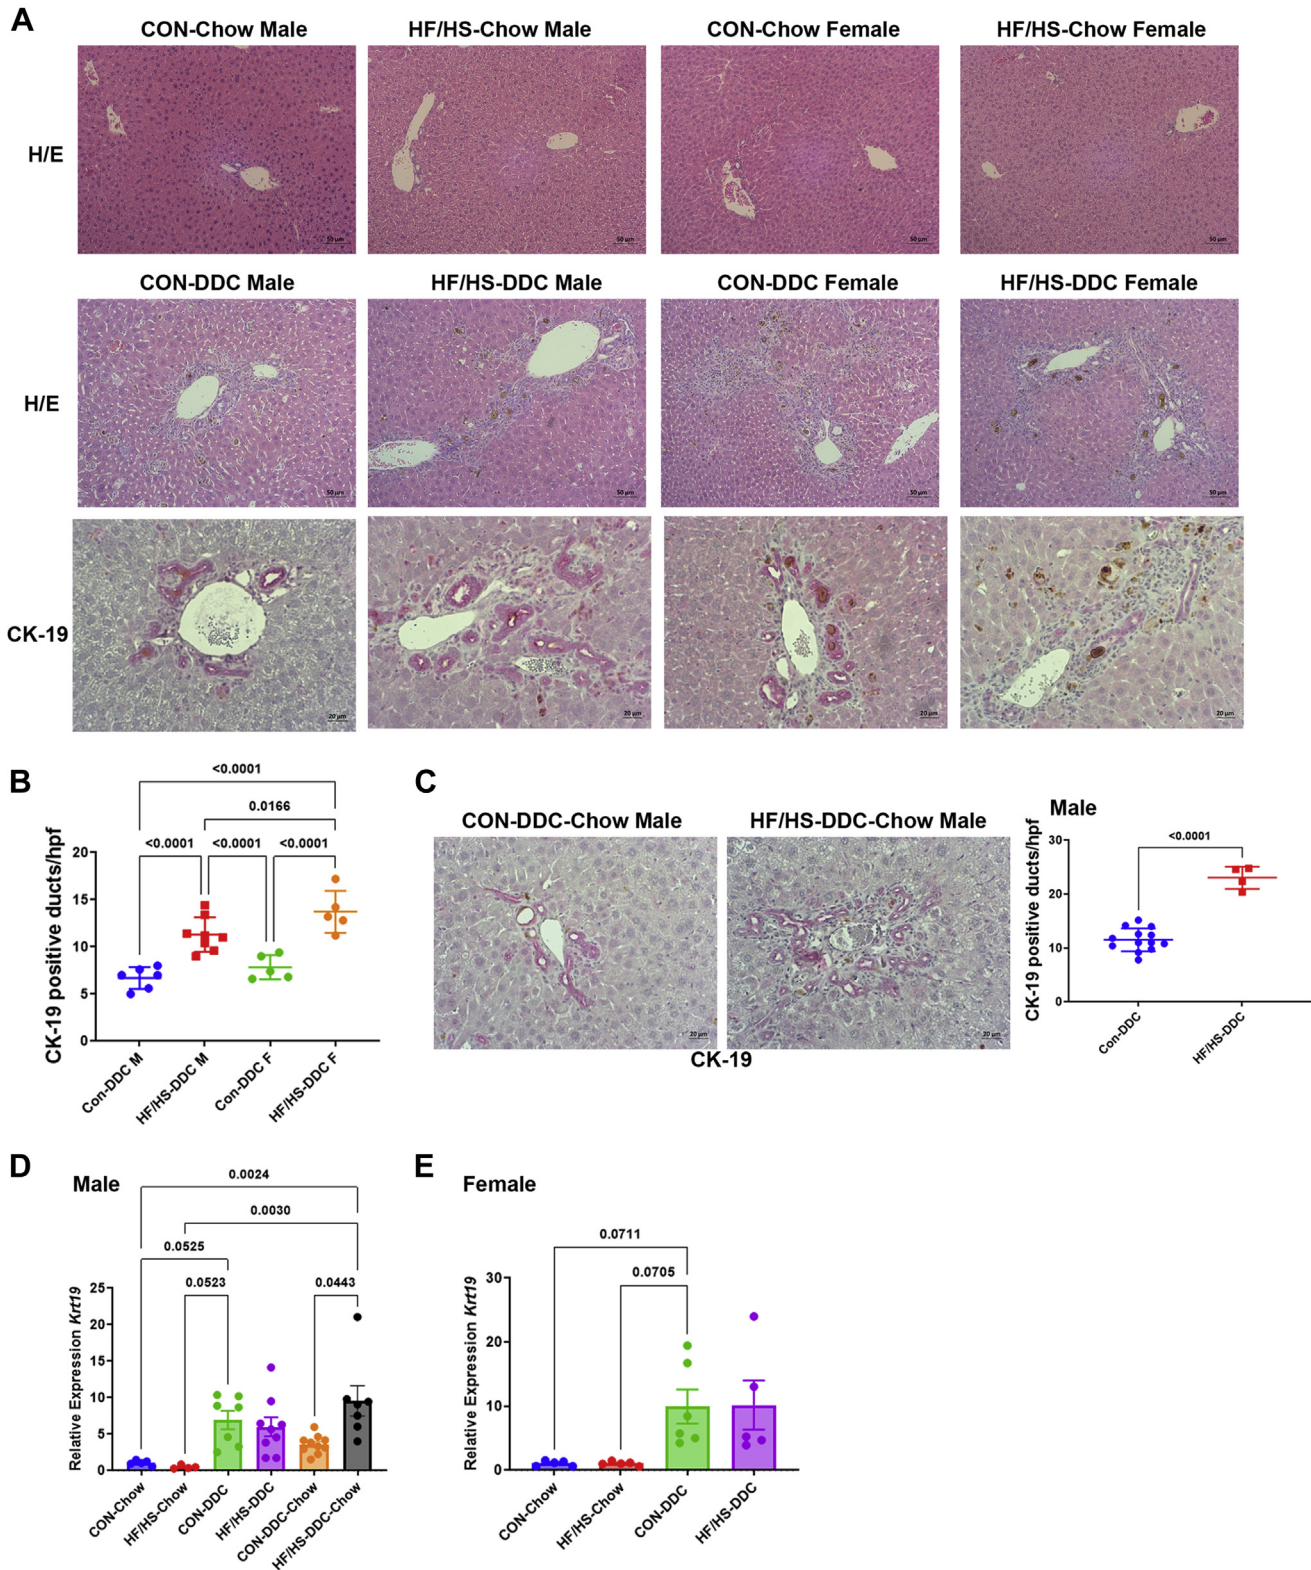 A
CON-Chow Male
HF/HS-Chow Male
CON-Chow Female
HF/HS-Chow Female
H/E
50 µm
50 µm
50 µm
50 µm
CON-DDC Male
HF/HS-DDC Male
CON-DDC Female
HF/HS-DDC Female
H/E
50 µm
50 µm
50 µm
50 µm
CK-19
20 µm
20 µm
20 µm
20 µm
B
<0.0001
0.0166
<0.0001
<0.0001
<0.0001
CK-19 positive ducts/hpf
20
15
10
5
0
Con-DDC M
HF/HS-DDC M
Con-DDC F
HF/HS-DDC F
C
CON-DDC-Chow Male
HF/HS-DDC-Chow Male
20 µm
20 µm
CK-19
Male
<0.0001
CK-19 positive ducts/hpf
30
20
10
0
Con-DDC
HF/HS-DDC
D
Male
0.0024
0.0030
0.0525
0.0523
0.0443
Relative Expression Krt19
25
20
15
10
5
0
CON-Chow
HF/HS-Chow
CON-DDC
HF/HS-DDC
CON-DDC-Chow
HF/HS-DDC-Chow
E
Female
0.0711
0.0705
Relative Expression Krt19
30
20
10
0
CON-Chow
HF/HS-Chow
CON-DDC
HF/HS-DDC